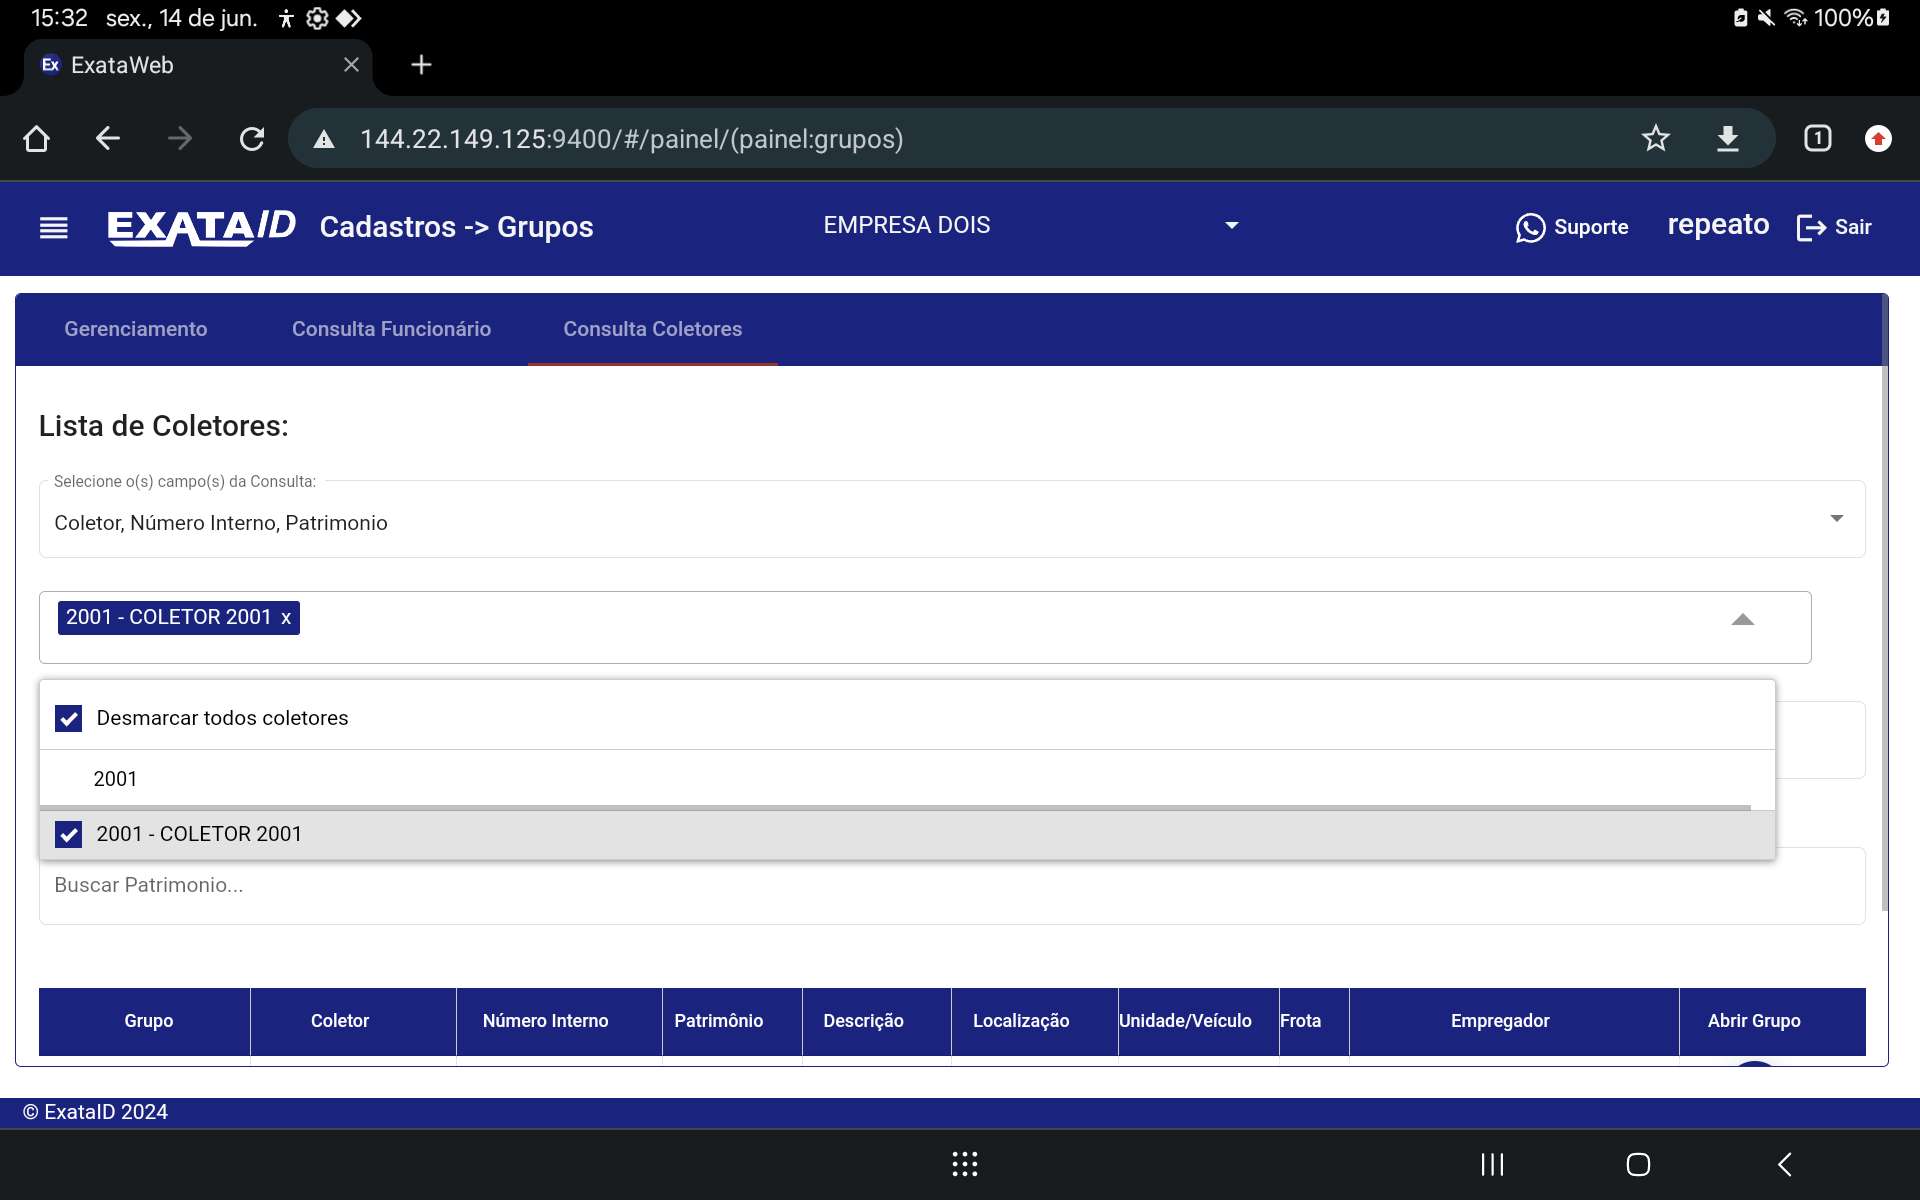 15:32 sex., 14 de jun. 100%
Ex ExataWeb
144.22.149.125:9400/#/painel/(painel:grupos) 1
EXATA/D Cadastros -> Grupos EMPRESA DOIS Suporte repeato Sair
Gerenciamento Consulta Funcionário Consulta Coletores
Lista de Coletores:
Selecione o(s) campo(s) da Consulta:
Coletor, Número Interno, Patrimonio
2001 - COLETOR 2001 x
Desmarcar todos coletores
2001
2001 - COLETOR 2001
Buscar Patrimonio...
Grupo Coletor Número Interno Patrimônio Descrição Localização Unidade/Veículo Frota Empregador Abrir Grupo
© ExataID 2024